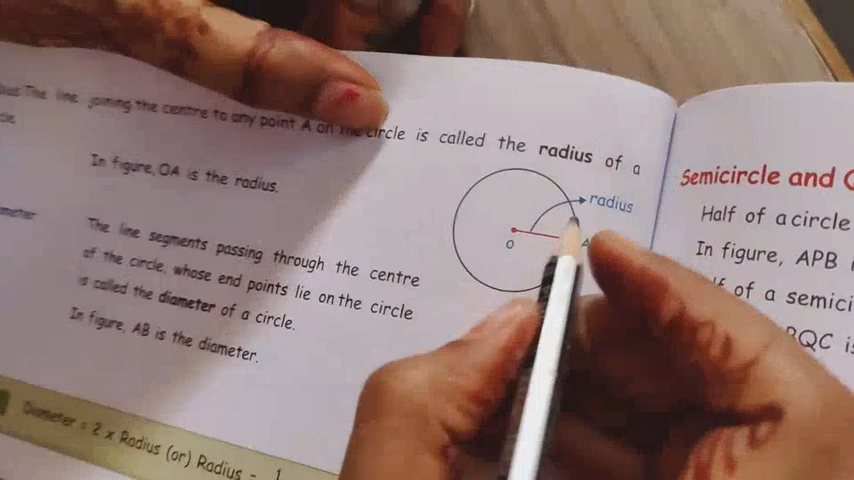 The line joining the centre to any point A on the circle is called the radius of a
In figure, OA is the radius.
radius
O
A
The line segments passing through the centre
of the circle, whose end points lie on the circle
is called the diameter of a circle.
In figure, AB is the diameter.
Diameter = 2 x Radius (or) Radius = 1
Semicircle and
Half of a circle
In figure, APB
of a semici